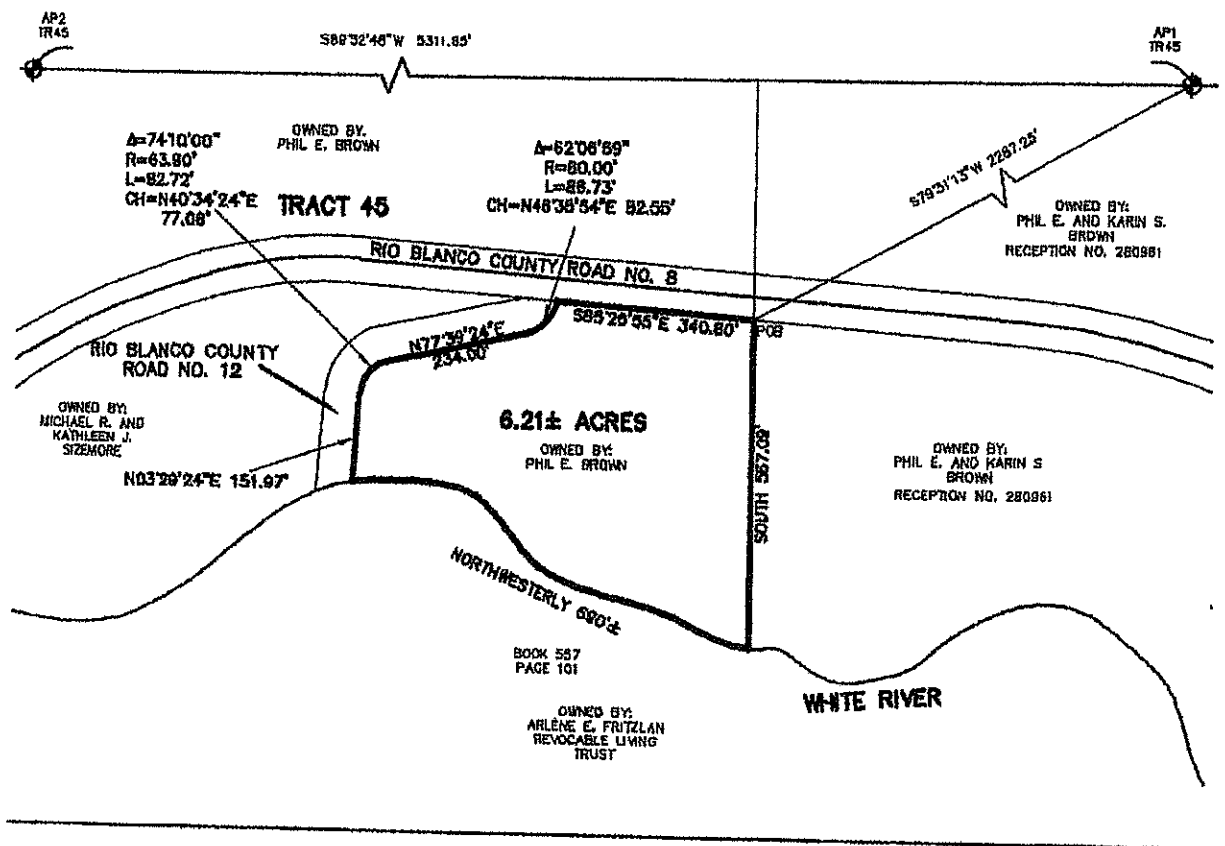 AP2
TR45
S89°52'46"W 5311.85'
AP1
TR45
OWNED BY:
PHIL E. BROWN
Δ=74°10'00"
R=63.90'
L=82.72'
CH=N40°34'24"E
77.06'
Δ=62°06'59"
R=80.00'
L=86.73'
CH=N46°35'54"E 82.55'
S79°31'13"W 2287.25'
TRACT 45
OWNED BY:
PHIL E. AND KARIN S.
BROWN
RECEPTION NO. 280961
RIO BLANCO COUNTY ROAD NO. 8
S85°26'55"E 340.60'
POB
N77°39'24"E
234.00'
RIO BLANCO COUNTY
ROAD NO. 12
OWNED BY:
MICHAEL R. AND
KATHLEEN J.
SIZEMORE
6.21± ACRES
OWNED BY:
PHIL E. BROWN
SOUTH 567.09'
OWNED BY:
PHIL E. AND KARIN S
BROWN
RECEPTION NO. 280961
N03°29'24"E 151.97'
NORTHWESTERLY 690'±
BOOK 567
PAGE 101
WHITE RIVER
OWNED BY:
ARLENE E. FRITZLAN
REVOCABLE LIVING
TRUST